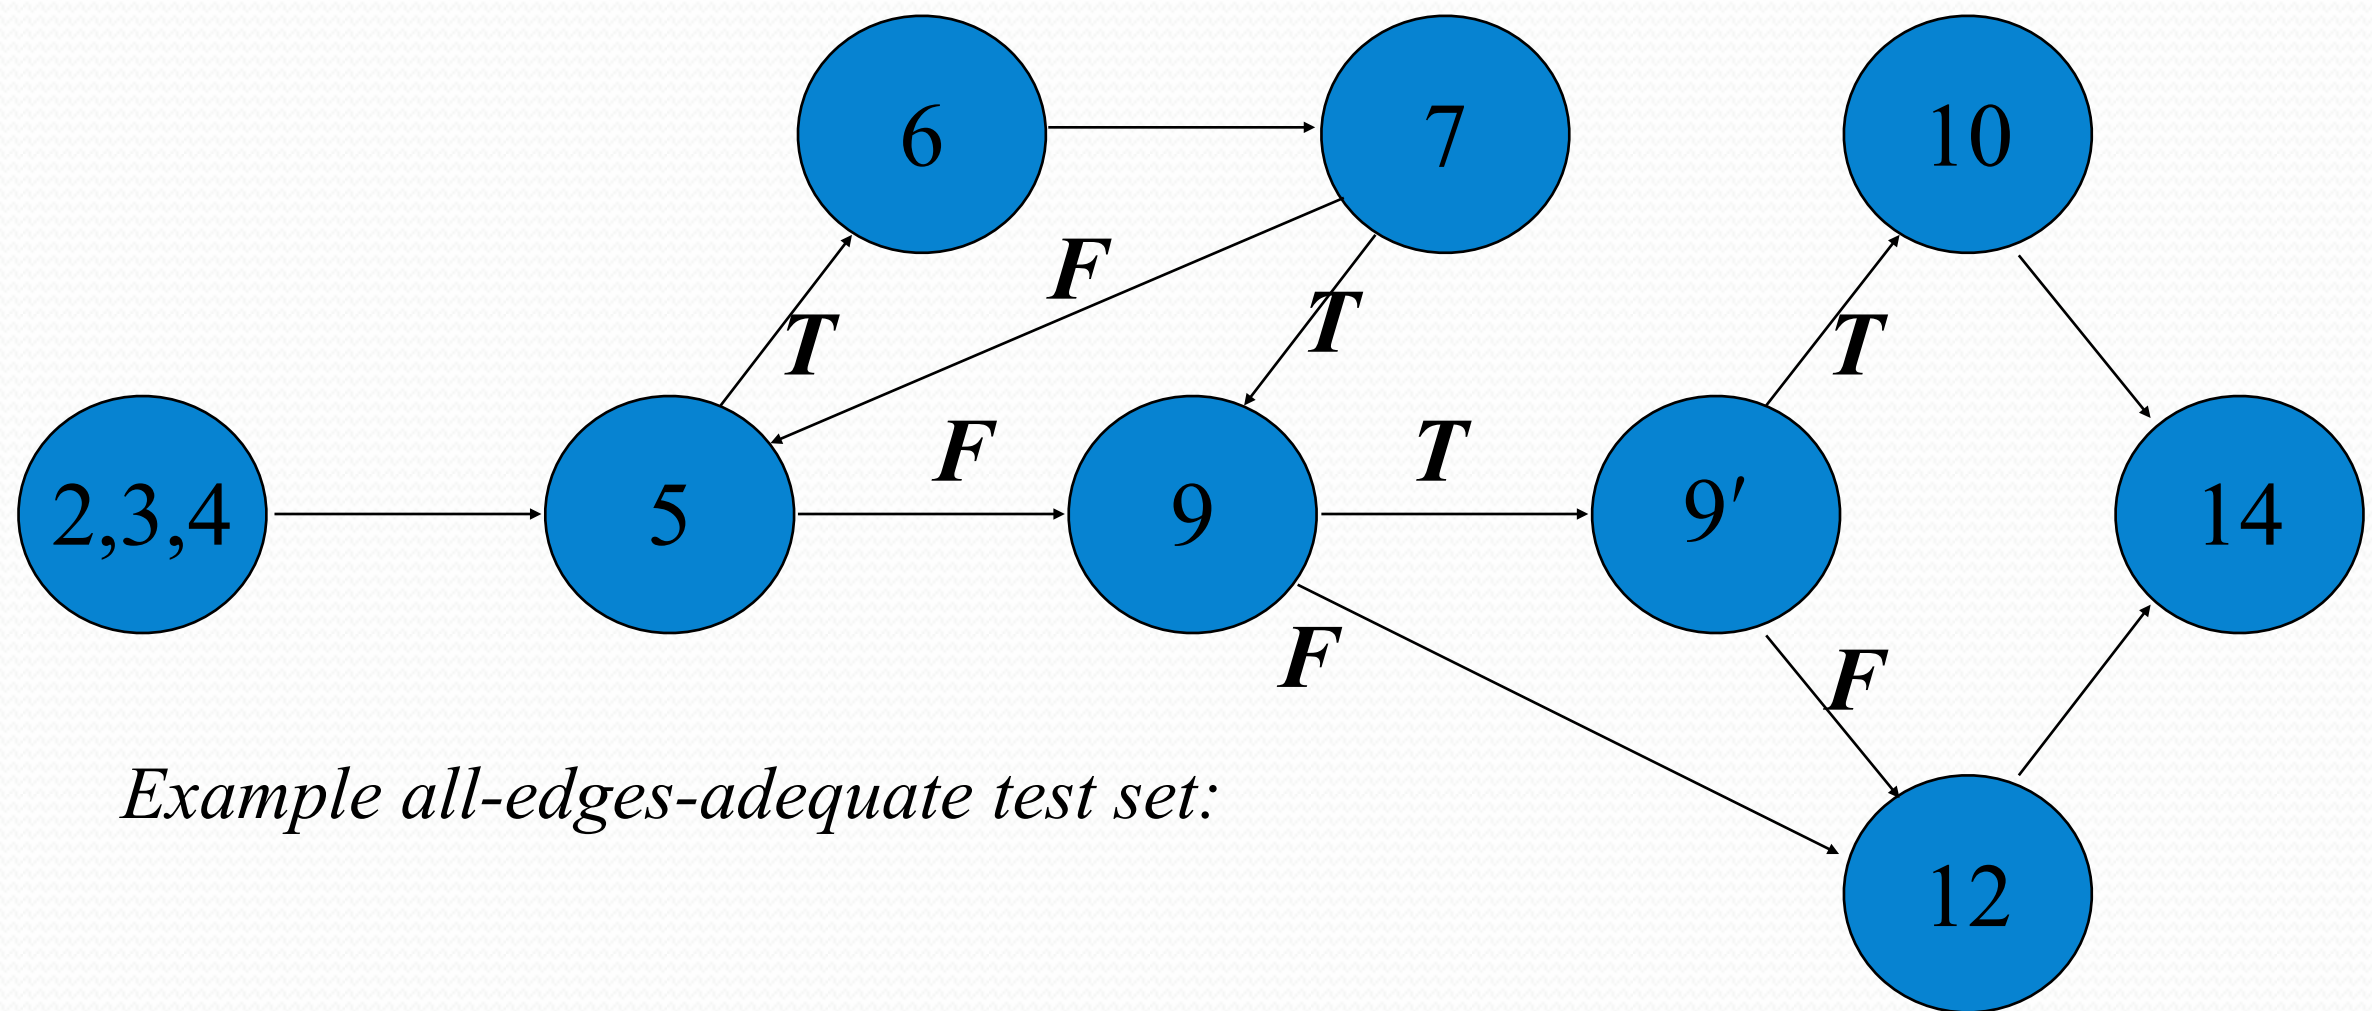 6
7
10
F
T
T
T
2,3,4
5
F
9
T
9′
14
F
F
Example all-edges-adequate test set:
12